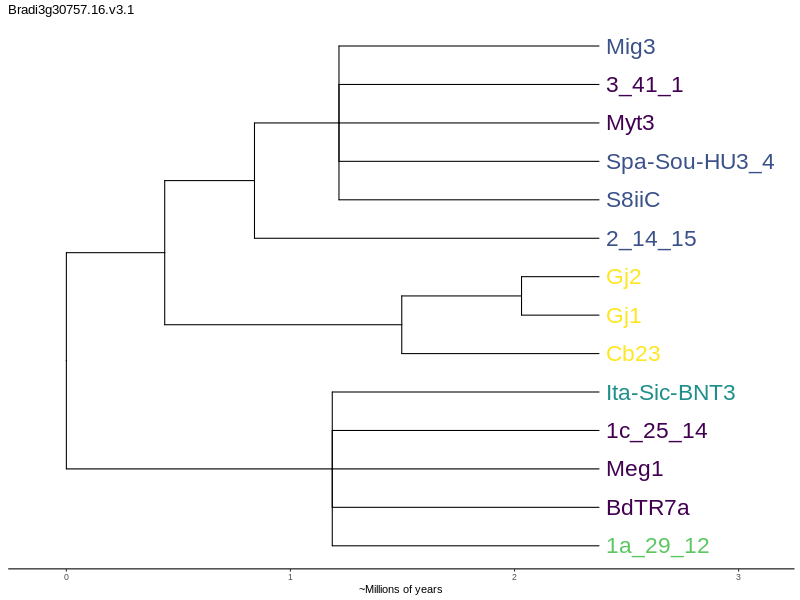 Bradi3g30757.16.v3.1
Mig3
3_41_1
Myt3
Spa-Sou-HU3_4
S8iiC
2_14_15
Gj2
Gj1
Cb23
Ita-Sic-BNT3
1c_25_14
Meg1
BdTR7a
1a_29_12
0 1 2 3
~Millions of years